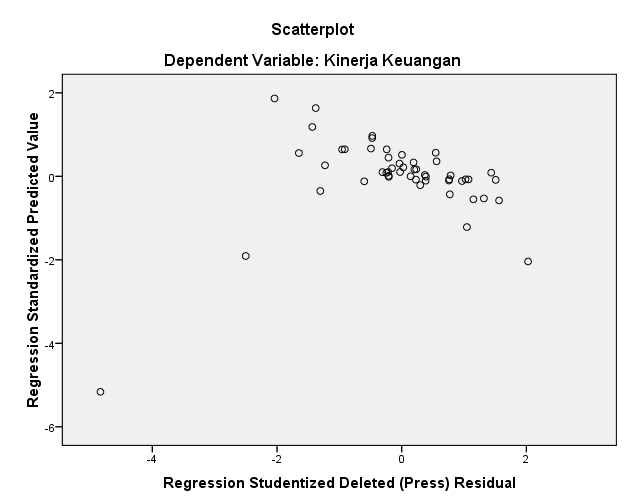 Scatterplot
Dependent Variable: Kinerja Keuangan
Regression Standardized Predicted Value
2
0
-2
-4
-6
-4
-2
0
2
Regression Studentized Deleted (Press) Residual